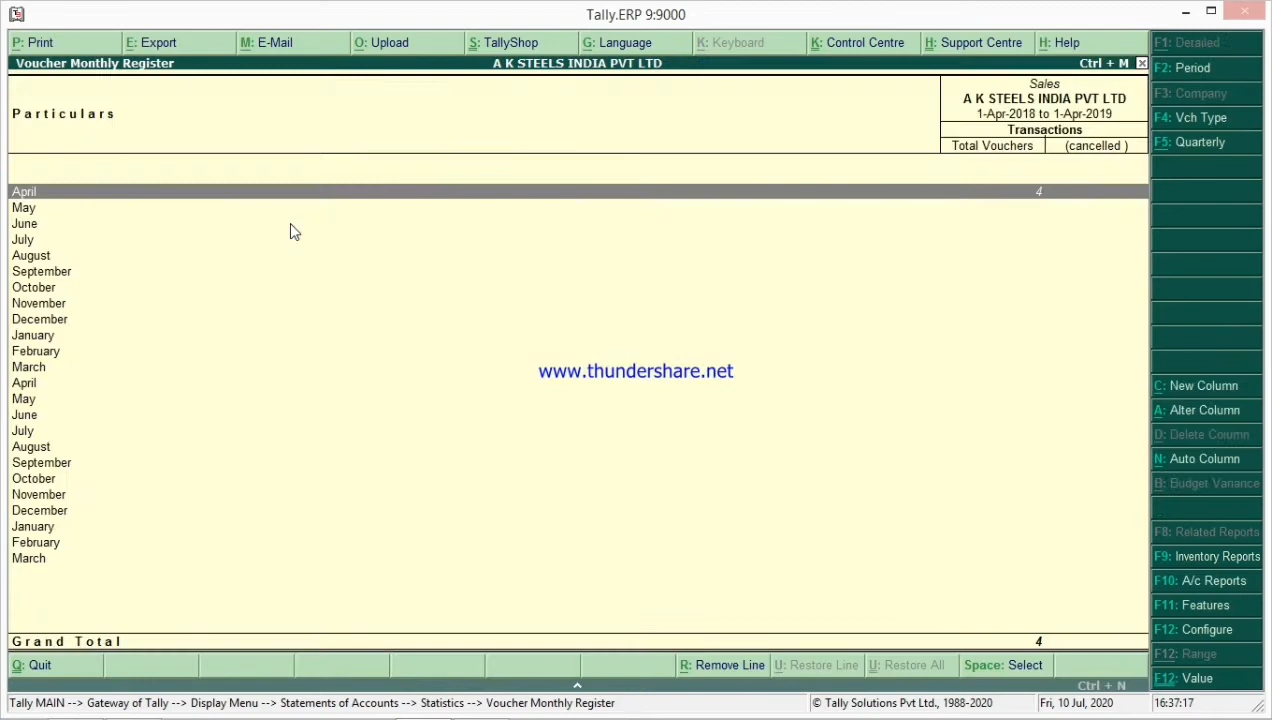 Tally.ERP 9:9000
P: Print E: Export M: E-Mail O: Upload S: TallyShop G: Language K: Keyboard K: Control Centre H: Support Centre H: Help
Voucher Monthly Register A K STEELS INDIA PVT LTD Ctrl + M
Particulars
Sales
A K STEELS INDIA PVT LTD
1-Apr-2018 to 1-Apr-2019
Transactions
Total Vouchers (cancelled )
April 4
May
June
July
August
September
October
November
December
January
February
March
April
May
June
July
August
September
October
November
December
January
February
March
www.thundershare.net
Grand Total 4
F1: Detailed
F2: Period
F3: Company
F4: Vch Type
F5: Quarterly
C: New Column
A: Alter Column
D: Delete Column
N: Auto Column
B: Budget Variance
F8: Related Reports
F9: Inventory Reports
F10: A/c Reports
F11: Features
F12: Configure
F12: Range
F12: Value
Q: Quit R: Remove Line U: Restore Line U: Restore All Space: Select
Ctrl + N
Tally MAIN --> Gateway of Tally --> Display Menu --> Statements of Accounts --> Statistics --> Voucher Monthly Register © Tally Solutions Pvt Ltd., 1988-2020 Fri, 10 Jul, 2020 16:37:17